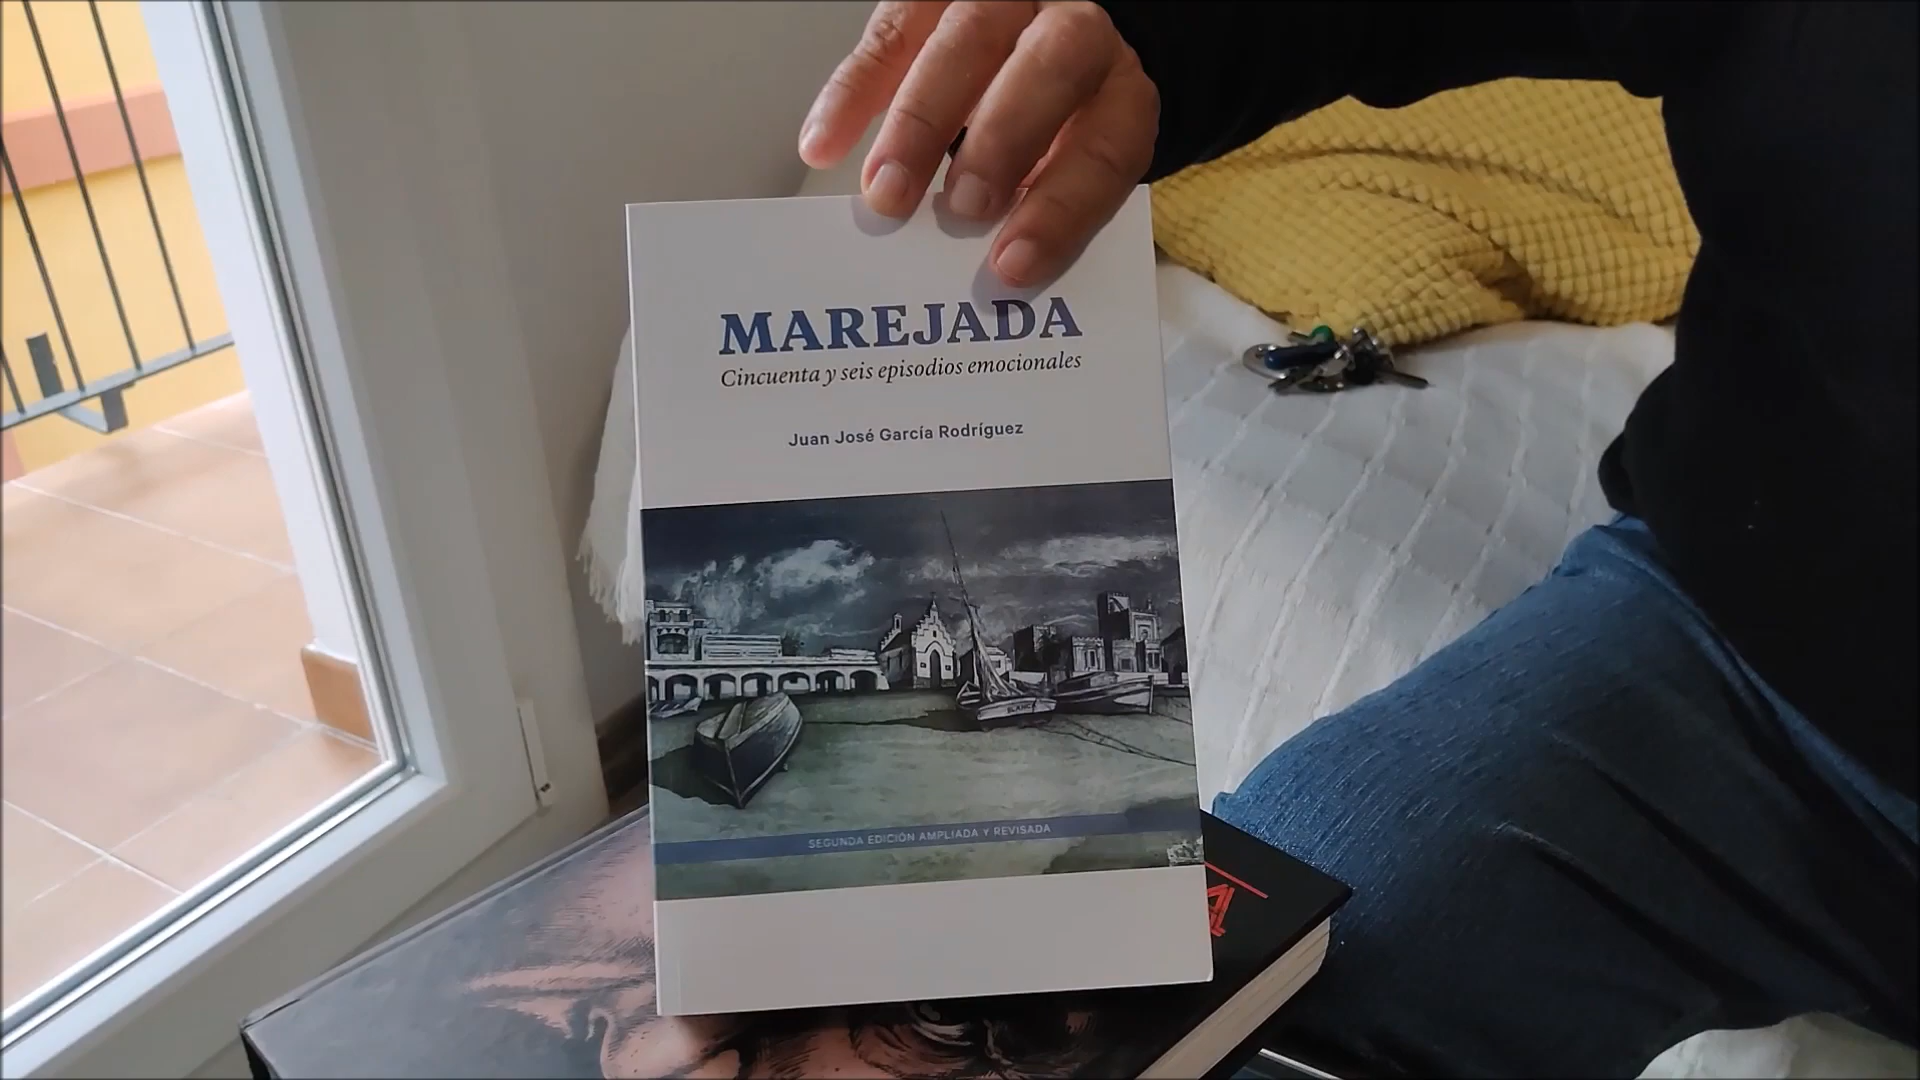 MAREJADA
Cincuenta y seis episodios emocionales
Juan José García Rodríguez
SEGUNDA EDICIÓN AMPLIADA Y REVISADA